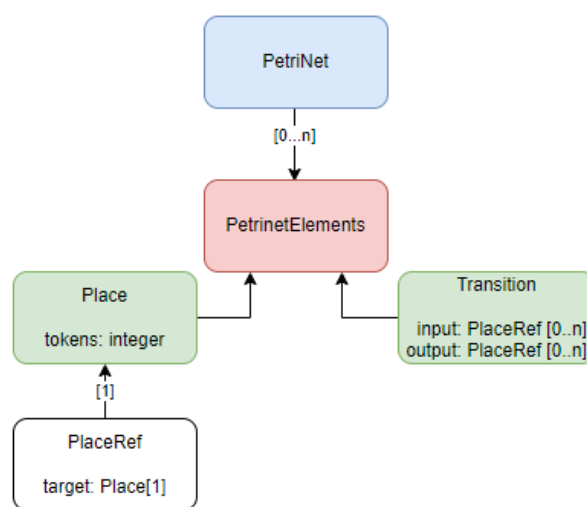 PetriNet
[0...n]
PetrinetElements
Place
tokens: integer
Transition
input: PlaceRef [0..n]
output: PlaceRef [0..n]
[1]
PlaceRef
target: Place[1]